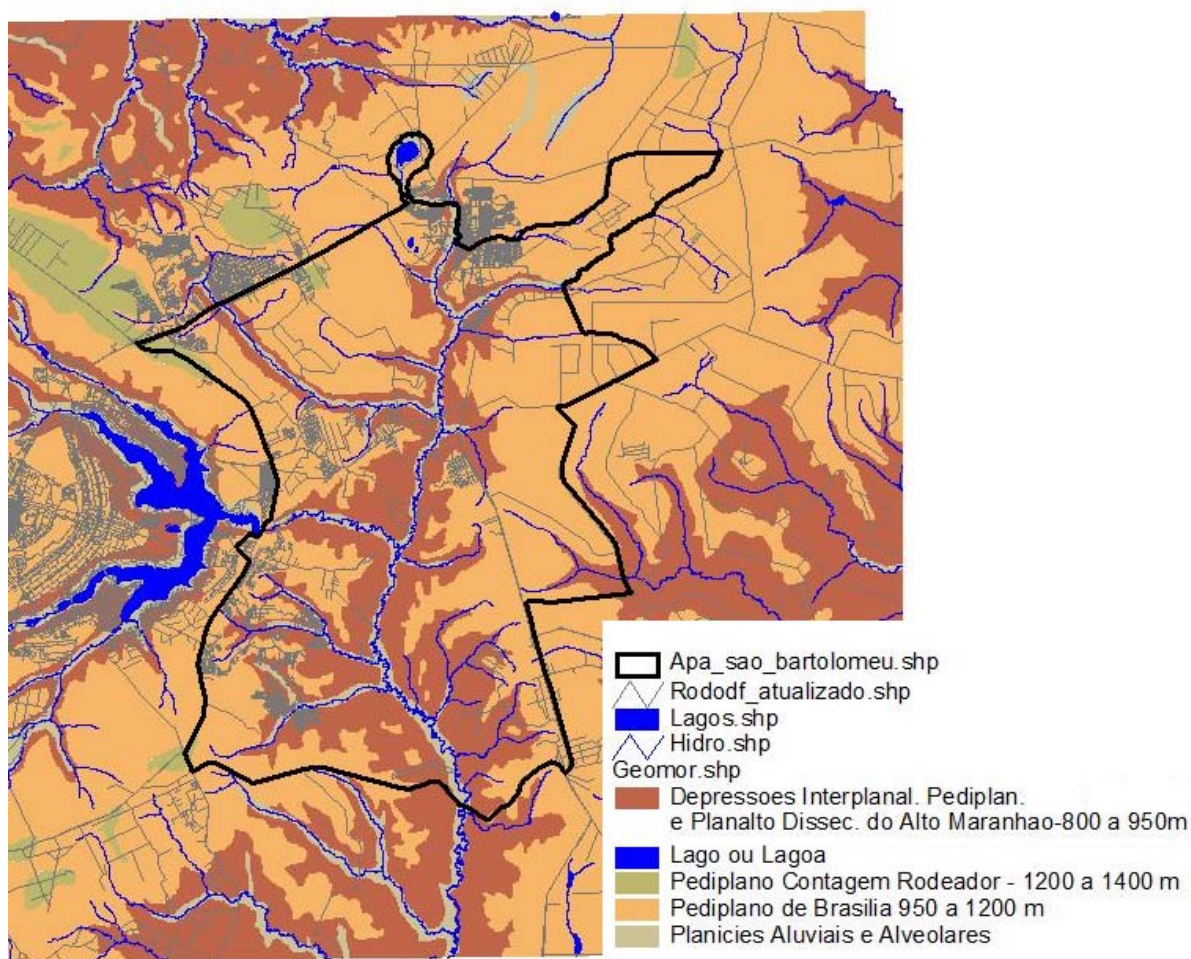 Apa_sao_bartolomeu.shp
Rododf_atualizado.shp
Lagos.shp
Hidro.shp
Geomor.shp
Depressoes Interplanal. Pediplan.
e Planalto Dissec. do Alto Maranhao-800 a 950m
Lago ou Lagoa
Pediplano Contagem Rodeador - 1200 a 1400 m
Pediplano de Brasilia 950 a 1200 m
Planicies Aluviais e Alveolares